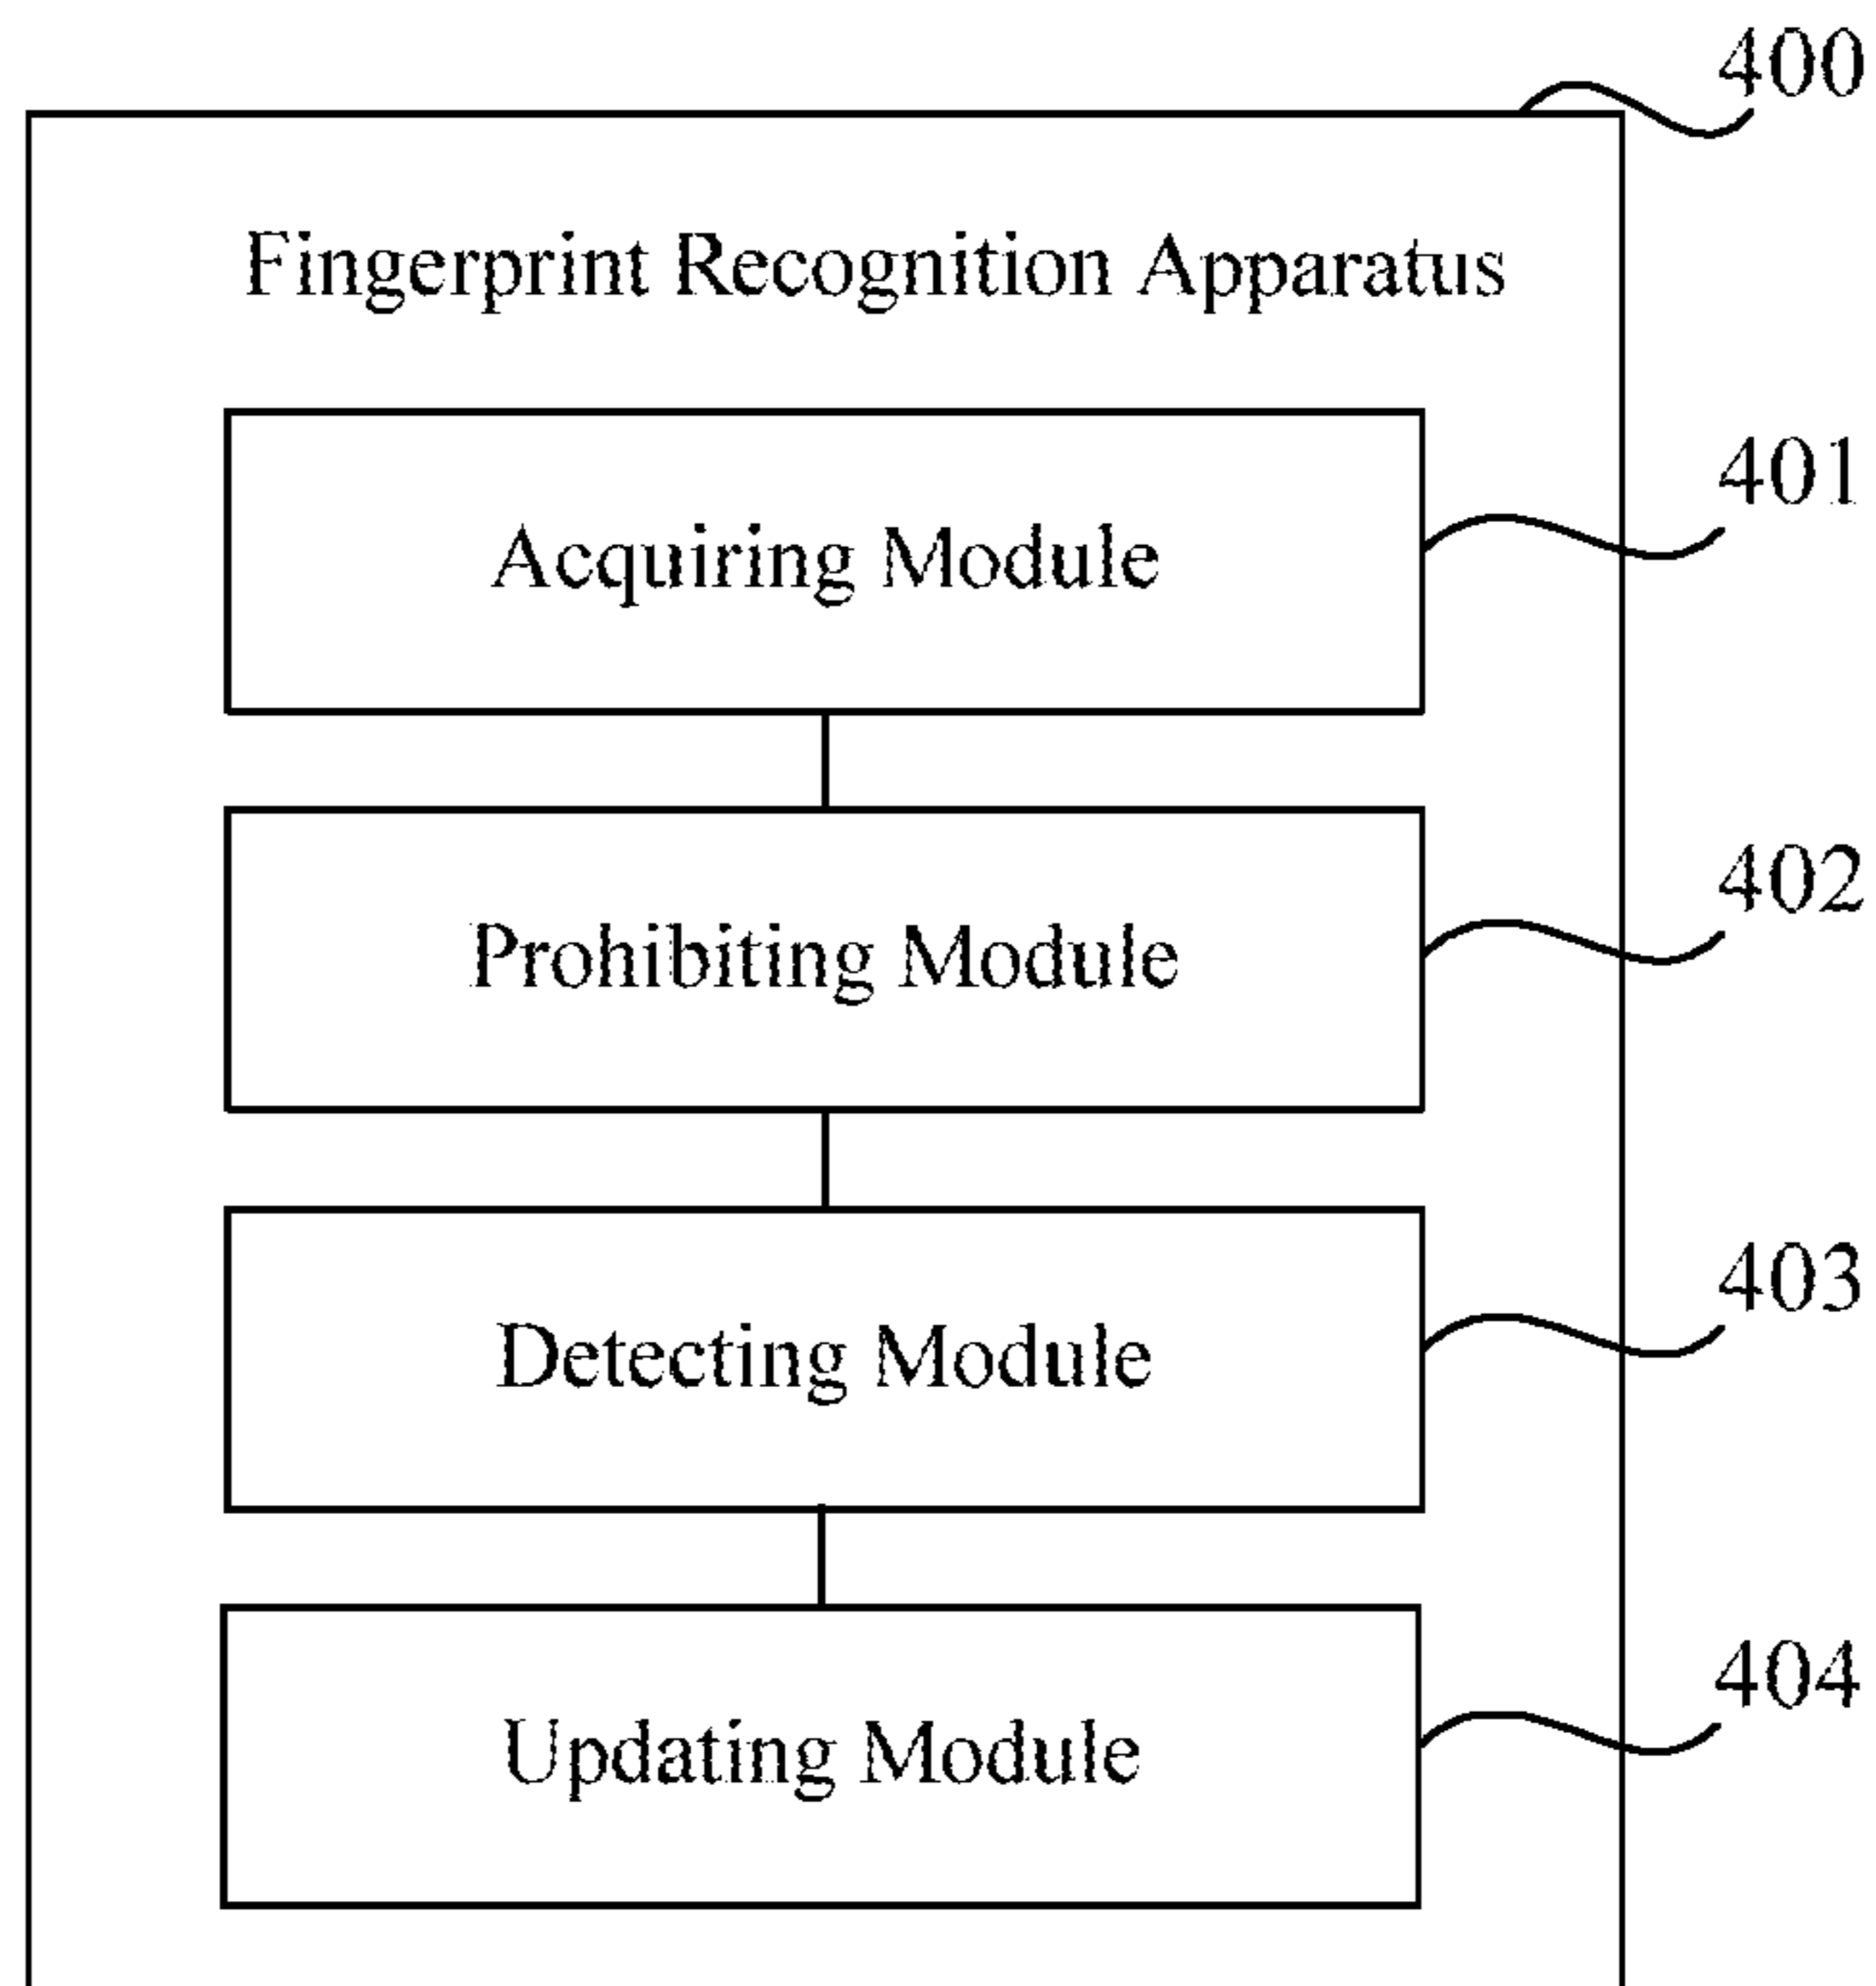 400
Fingerprint Recognition Apparatus
401
Acquiring Module
402
Prohibiting Module
403
Detecting Module
404
Updating Module